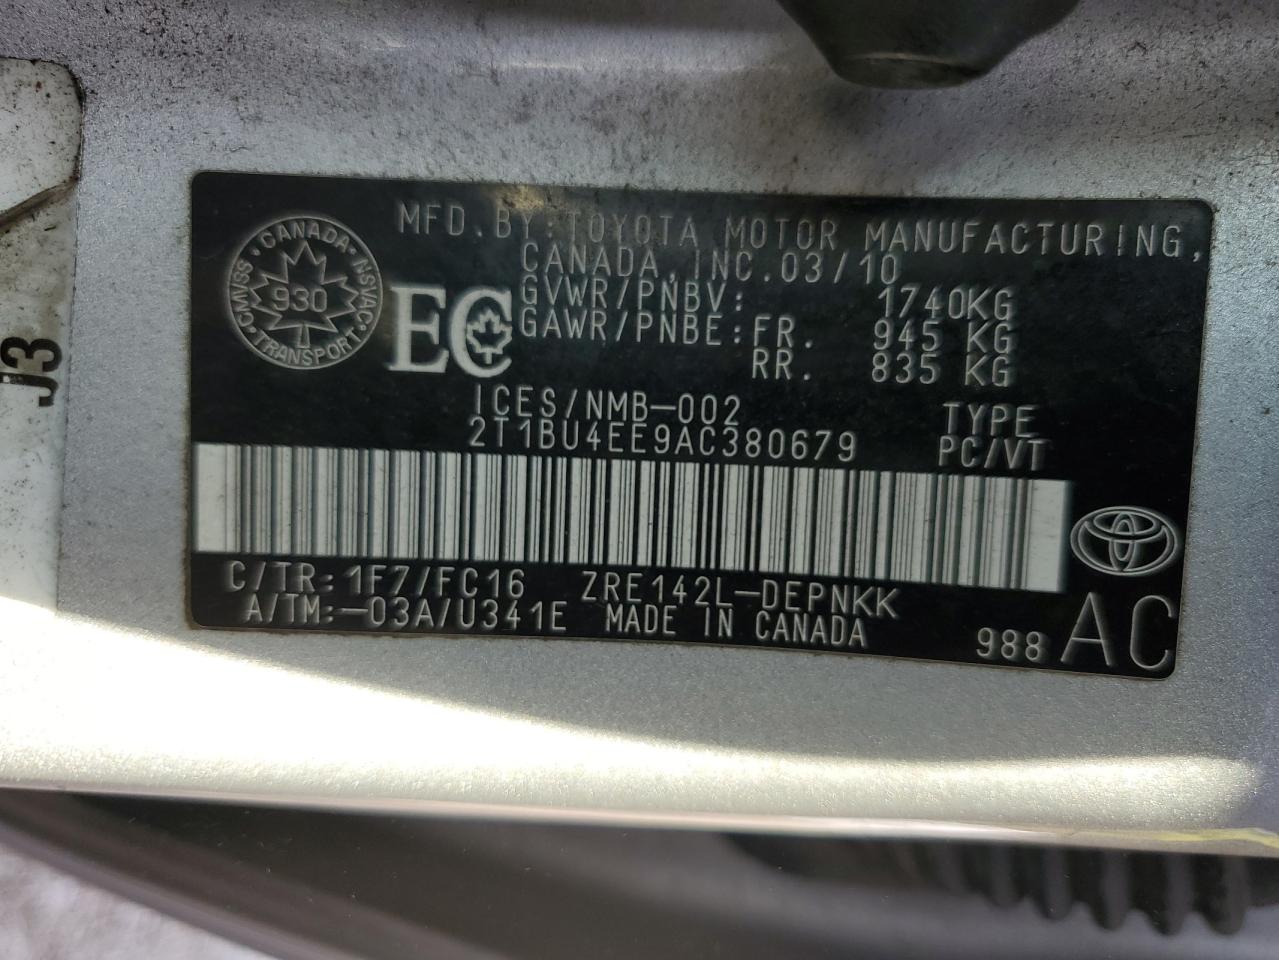 MFD. BY: TOYOTA MOTOR MANUFACTURING,
CANADA, INC. 03/10
GVWR/PNBV: 1740KG
GAWR/PNBE: FR. 945 KG
RR. 835 KG
CANADA
CMVSS 930 NSVAC
TRANSPORT
EC
ICES/NMB-002
2T1BU4EE9AC380679
TYPE
PC/VT
C/TR: 1F7/FC16 ZRE142L-DEPNKK
A/TM:-03A/U341E MADE IN CANADA
988 AC
J3